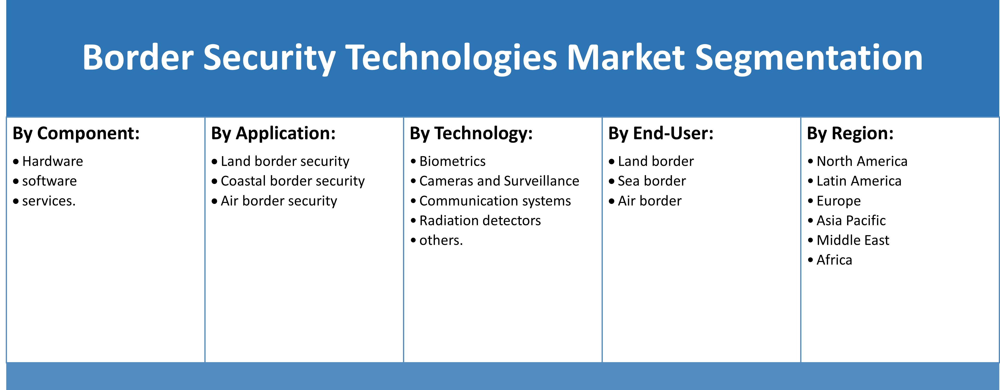 Border Security Technologies Market Segmentation
By Component:
• Hardware
• software
• services.
By Application:
• Land border security
• Coastal border security
• Air border security
By Technology:
• Biometrics
• Cameras and Surveillance
• Communication systems
• Radiation detectors
• others.
By End-User:
• Land border
• Sea border
• Air border
By Region:
• North America
• Latin America
• Europe
• Asia Pacific
• Middle East
• Africa